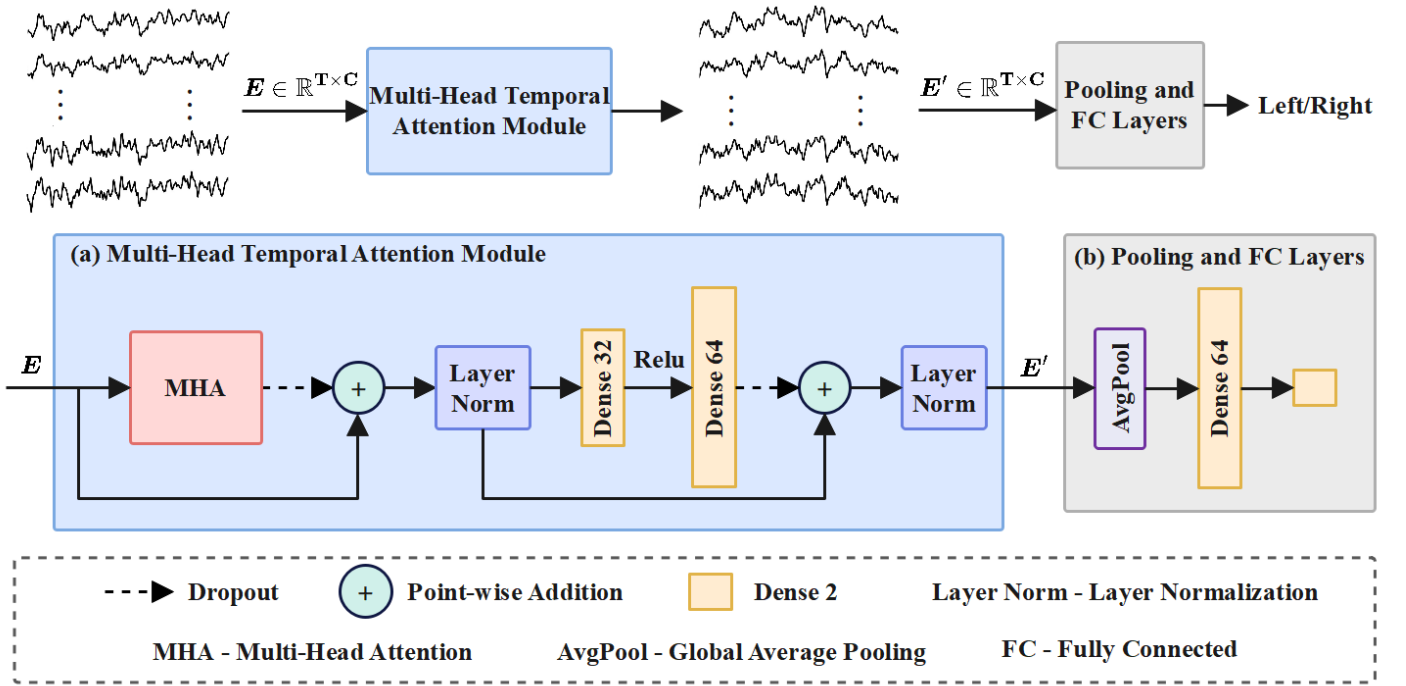 E ∈ ℝ^{T×C}
Multi-Head Temporal
Attention Module
E′ ∈ ℝ^{T×C}
Pooling and
FC Layers
Left/Right
(a) Multi-Head Temporal Attention Module
E
MHA
+
Layer
Norm
Dense 32
Relu
Dense 64
+
Layer
Norm
E′
(b) Pooling and FC Layers
AvgPool
Dense 64
Dropout
+
Point-wise Addition
Dense 2
Layer Norm - Layer Normalization
MHA - Multi-Head Attention
AvgPool - Global Average Pooling
FC - Fully Connected